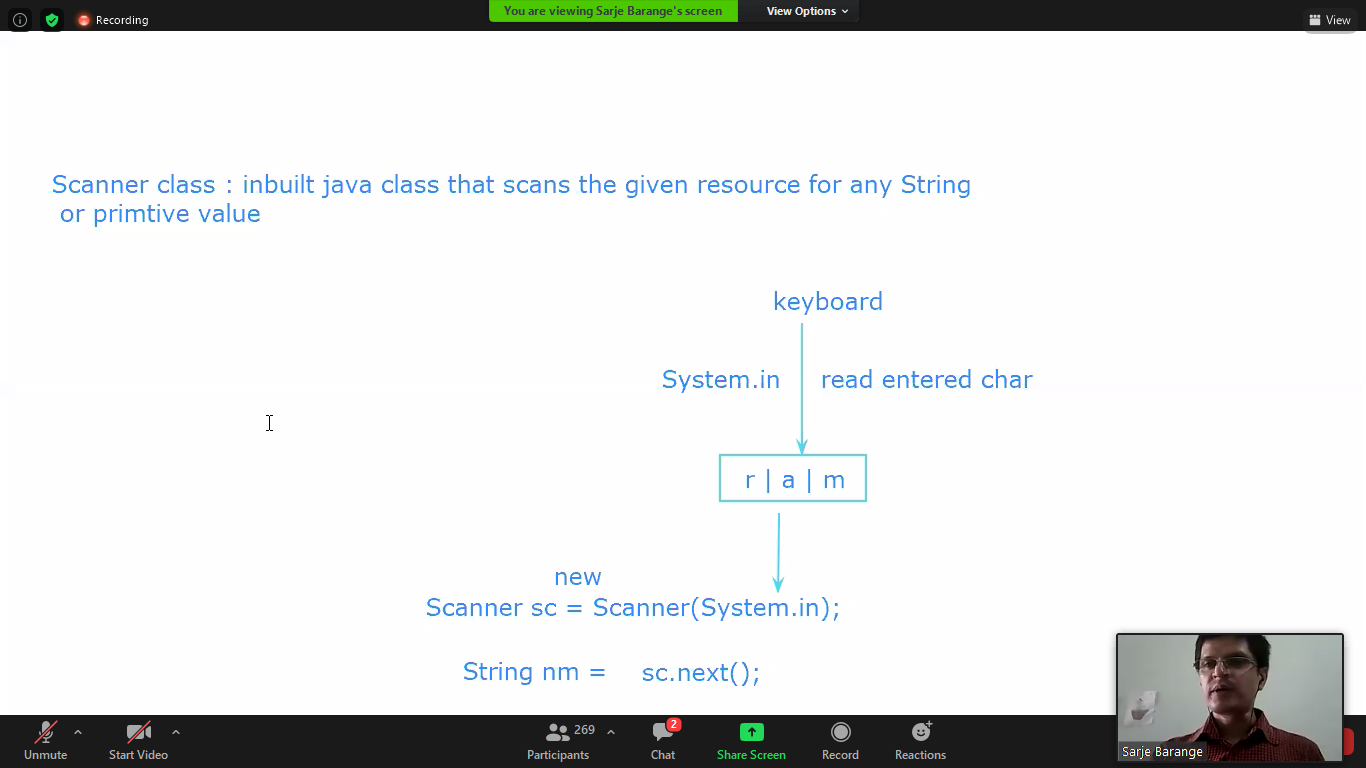 Recording
You are viewing Sarje Barange's screen
View Options
View
Scanner class : inbuilt java class that scans the given resource for any String
or primtive value
keyboard
System.in
read entered char
r | a | m
new
Scanner sc = Scanner(System.in);
String nm = sc.next();
Sarje Barange
Unmute
Start Video
269
Participants
2
Chat
Share Screen
Record
Reactions